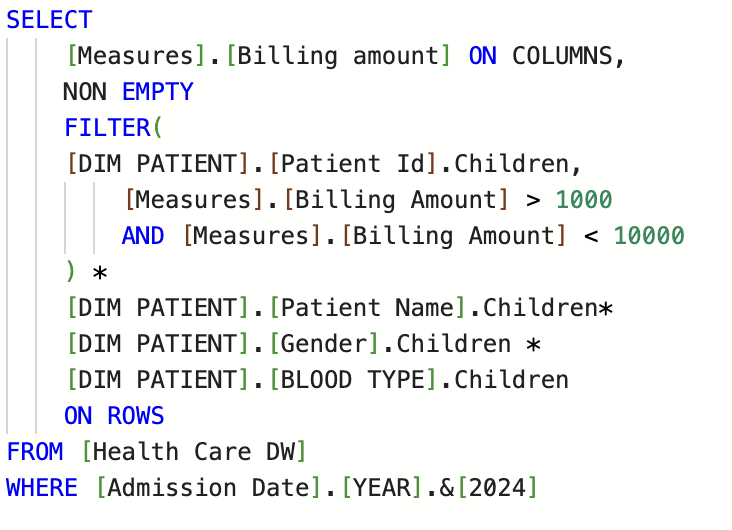 SELECT
[Measures].[Billing amount] ON COLUMNS,
NON EMPTY
FILTER(
[DIM PATIENT].[Patient Id].Children,
[Measures].[Billing Amount] > 1000
AND [Measures].[Billing Amount] < 10000
) *
[DIM PATIENT].[Patient Name].Children*
[DIM PATIENT].[Gender].Children *
[DIM PATIENT].[BLOOD TYPE].Children
ON ROWS
FROM [Health Care DW]
WHERE [Admission Date].[YEAR].&[2024]